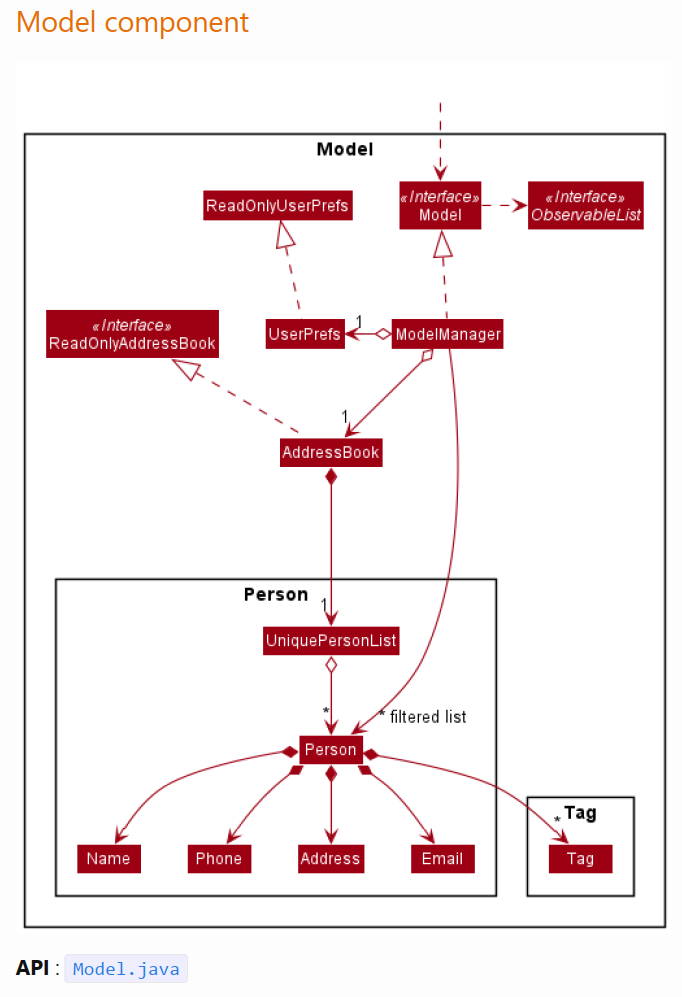 Model component
Model
«Interface»
Model
«Interface»
ObservableList
ReadOnlyUserPrefs
«Interface»
ReadOnlyAddressBook
UserPrefs
1
ModelManager
1
AddressBook
Person
1
UniquePersonList
*
* filtered list
Person
Tag
*
Name
Phone
Address
Email
Tag
API : Model.java